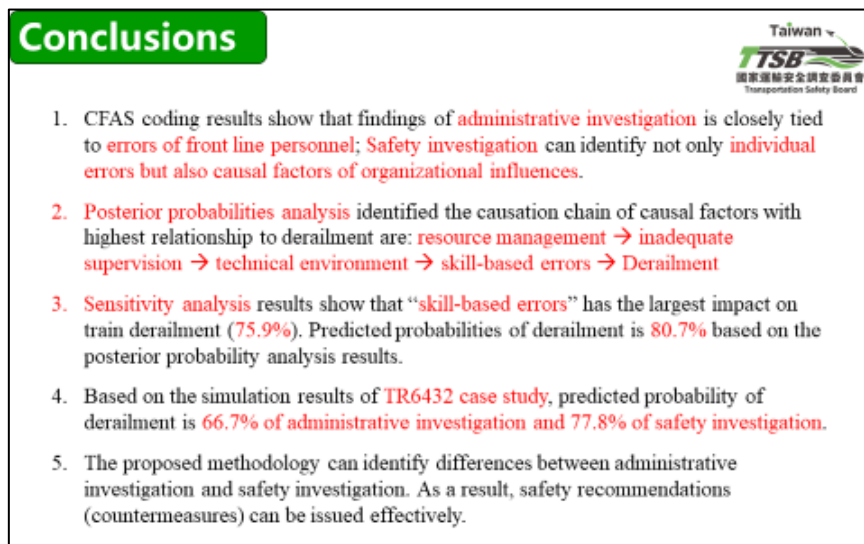 Conclusions
Taiwan
TTSB
國家運輸安全調查委員會
Transportation Safety Board
1. CFAS coding results show that findings of administrative investigation is closely tied
to errors of front line personnel; Safety investigation can identify not only individual
errors but also causal factors of organizational influences.
2. Posterior probabilities analysis identified the causation chain of causal factors with
highest relationship to derailment are: resource management → inadequate
supervision → technical environment → skill-based errors → Derailment
3. Sensitivity analysis results show that “skill-based errors” has the largest impact on
train derailment (75.9%). Predicted probabilities of derailment is 80.7% based on the
posterior probability analysis results.
4. Based on the simulation results of TR6432 case study, predicted probability of
derailment is 66.7% of administrative investigation and 77.8% of safety investigation.
5. The proposed methodology can identify differences between administrative
investigation and safety investigation. As a result, safety recommendations
(countermeasures) can be issued effectively.